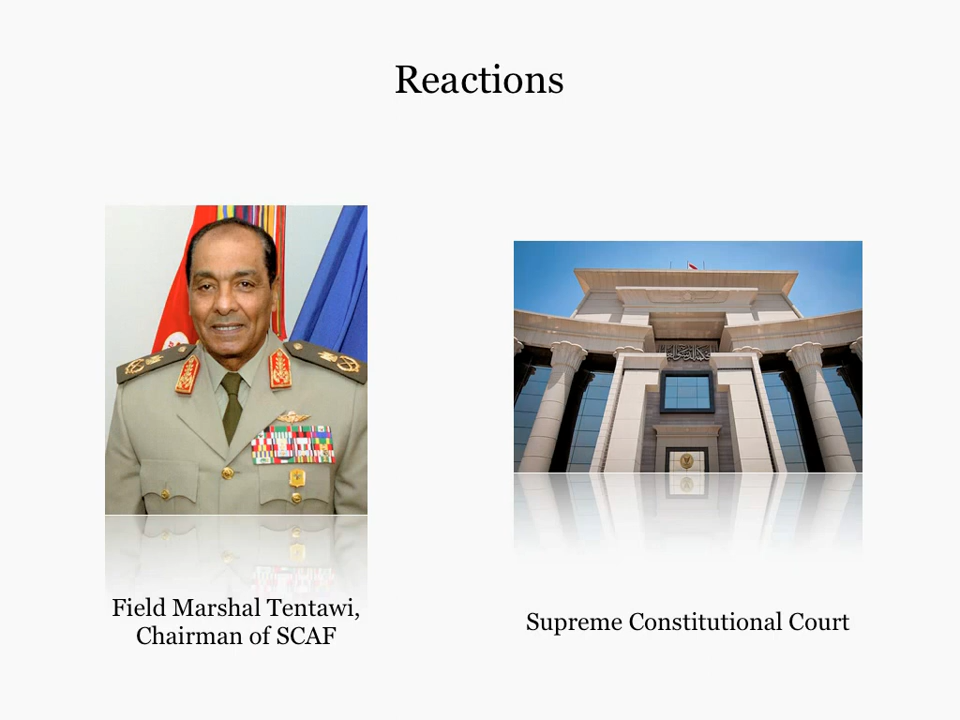 Reactions
Field Marshal Tentawi,
Chairman of SCAF
Supreme Constitutional Court